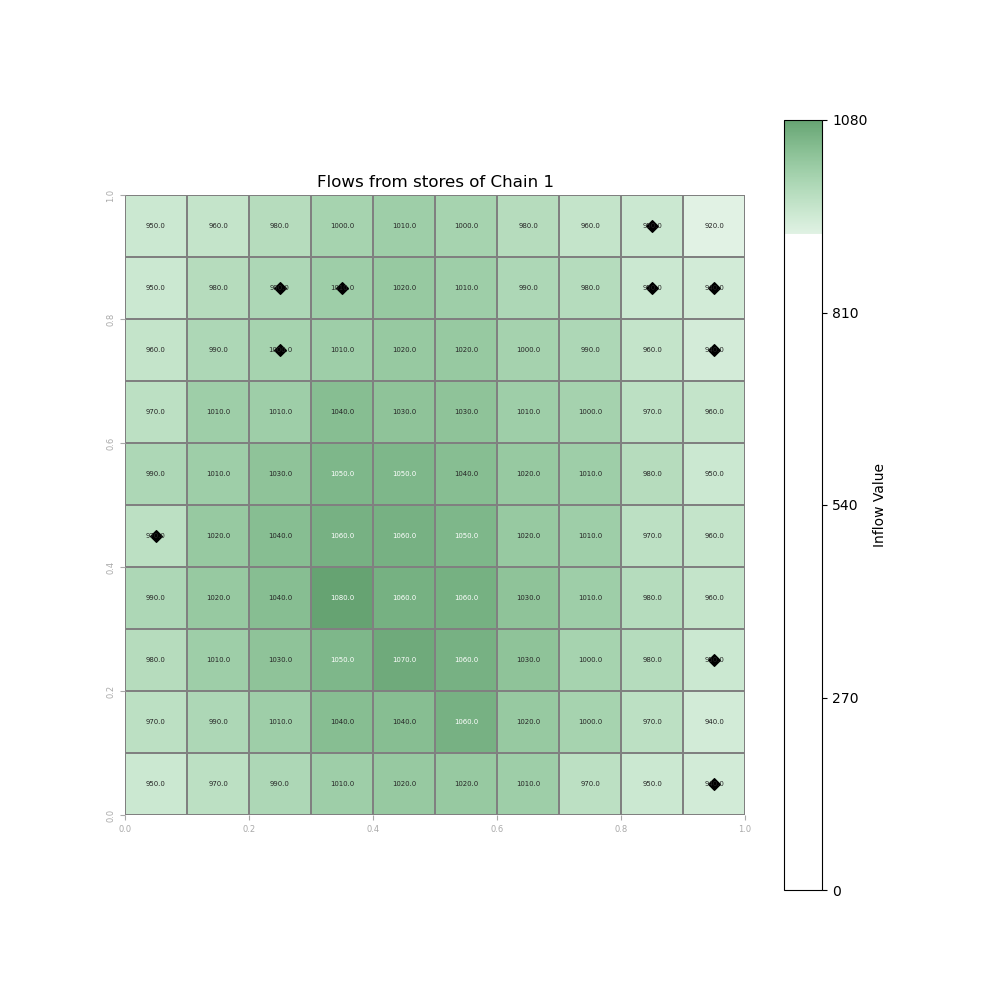 Flows from stores of Chain 1
1080
810
540
270
0
Inflow Value
1.0
0.8
0.6
0.4
0.2
0.0
950.0 960.0 980.0 1000.0 1010.0 1000.0 980.0 960.0 920.0
950.0 980.0 1020.0 1010.0 990.0 980.0
960.0 990.0 1010.0 1020.0 1020.0 1000.0 990.0 960.0
970.0 1010.0 1010.0 1040.0 1030.0 1030.0 1010.0 1000.0 970.0 960.0
990.0 1010.0 1030.0 1050.0 1050.0 1040.0 1020.0 1010.0 980.0 950.0
1020.0 1040.0 1060.0 1060.0 1050.0 1020.0 1010.0 970.0 960.0
990.0 1020.0 1040.0 1080.0 1060.0 1060.0 1030.0 1010.0 980.0 960.0
980.0 1010.0 1030.0 1050.0 1070.0 1060.0 1030.0 1000.0 980.0
970.0 990.0 1010.0 1040.0 1040.0 1060.0 1020.0 1000.0 970.0 940.0
950.0 970.0 990.0 1010.0 1020.0 1020.0 1010.0 970.0 950.0
0.0 0.2 0.4 0.6 0.8 1.0